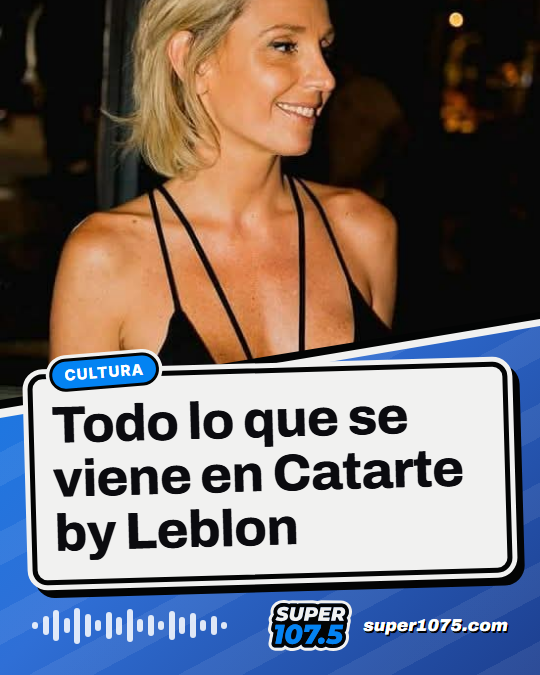 CULTURA
Todo lo que se
viene en Catarte
by Leblon
SUPER
107.5
super1075.com